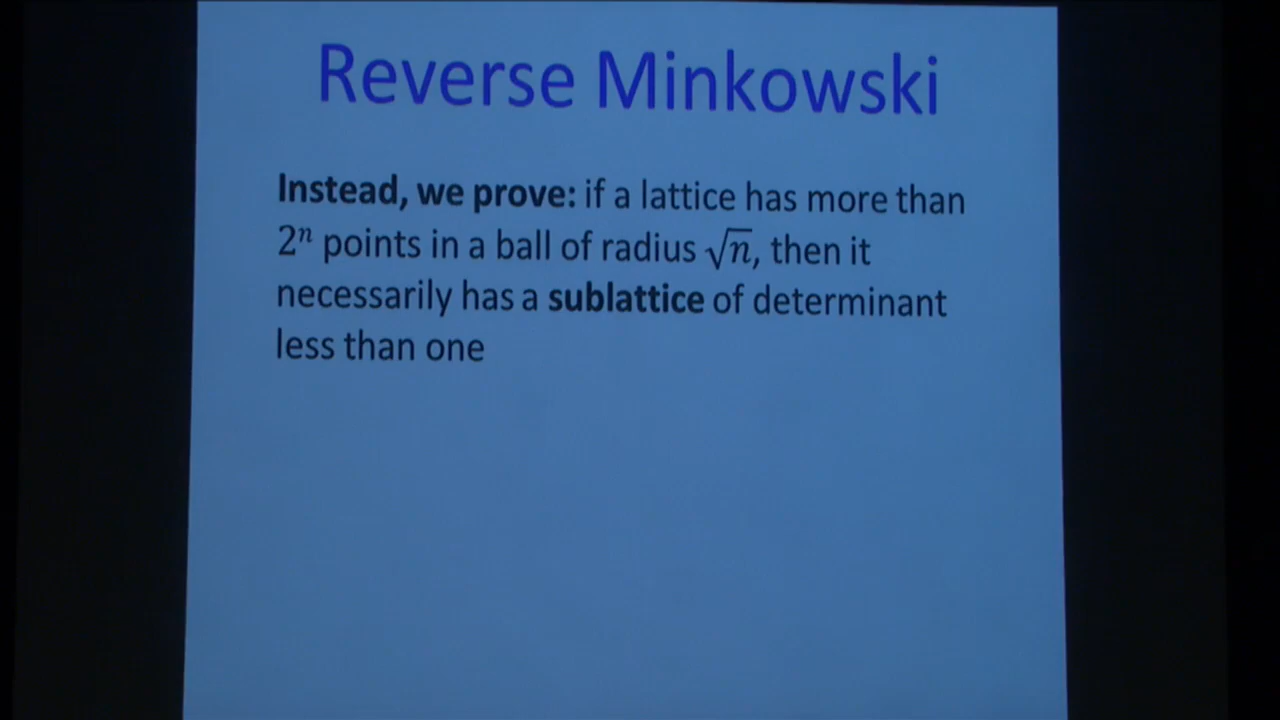 Reverse Minkowski
Instead, we prove: if a lattice has more than
2ⁿ points in a ball of radius √n, then it
necessarily has a sublattice of determinant
less than one